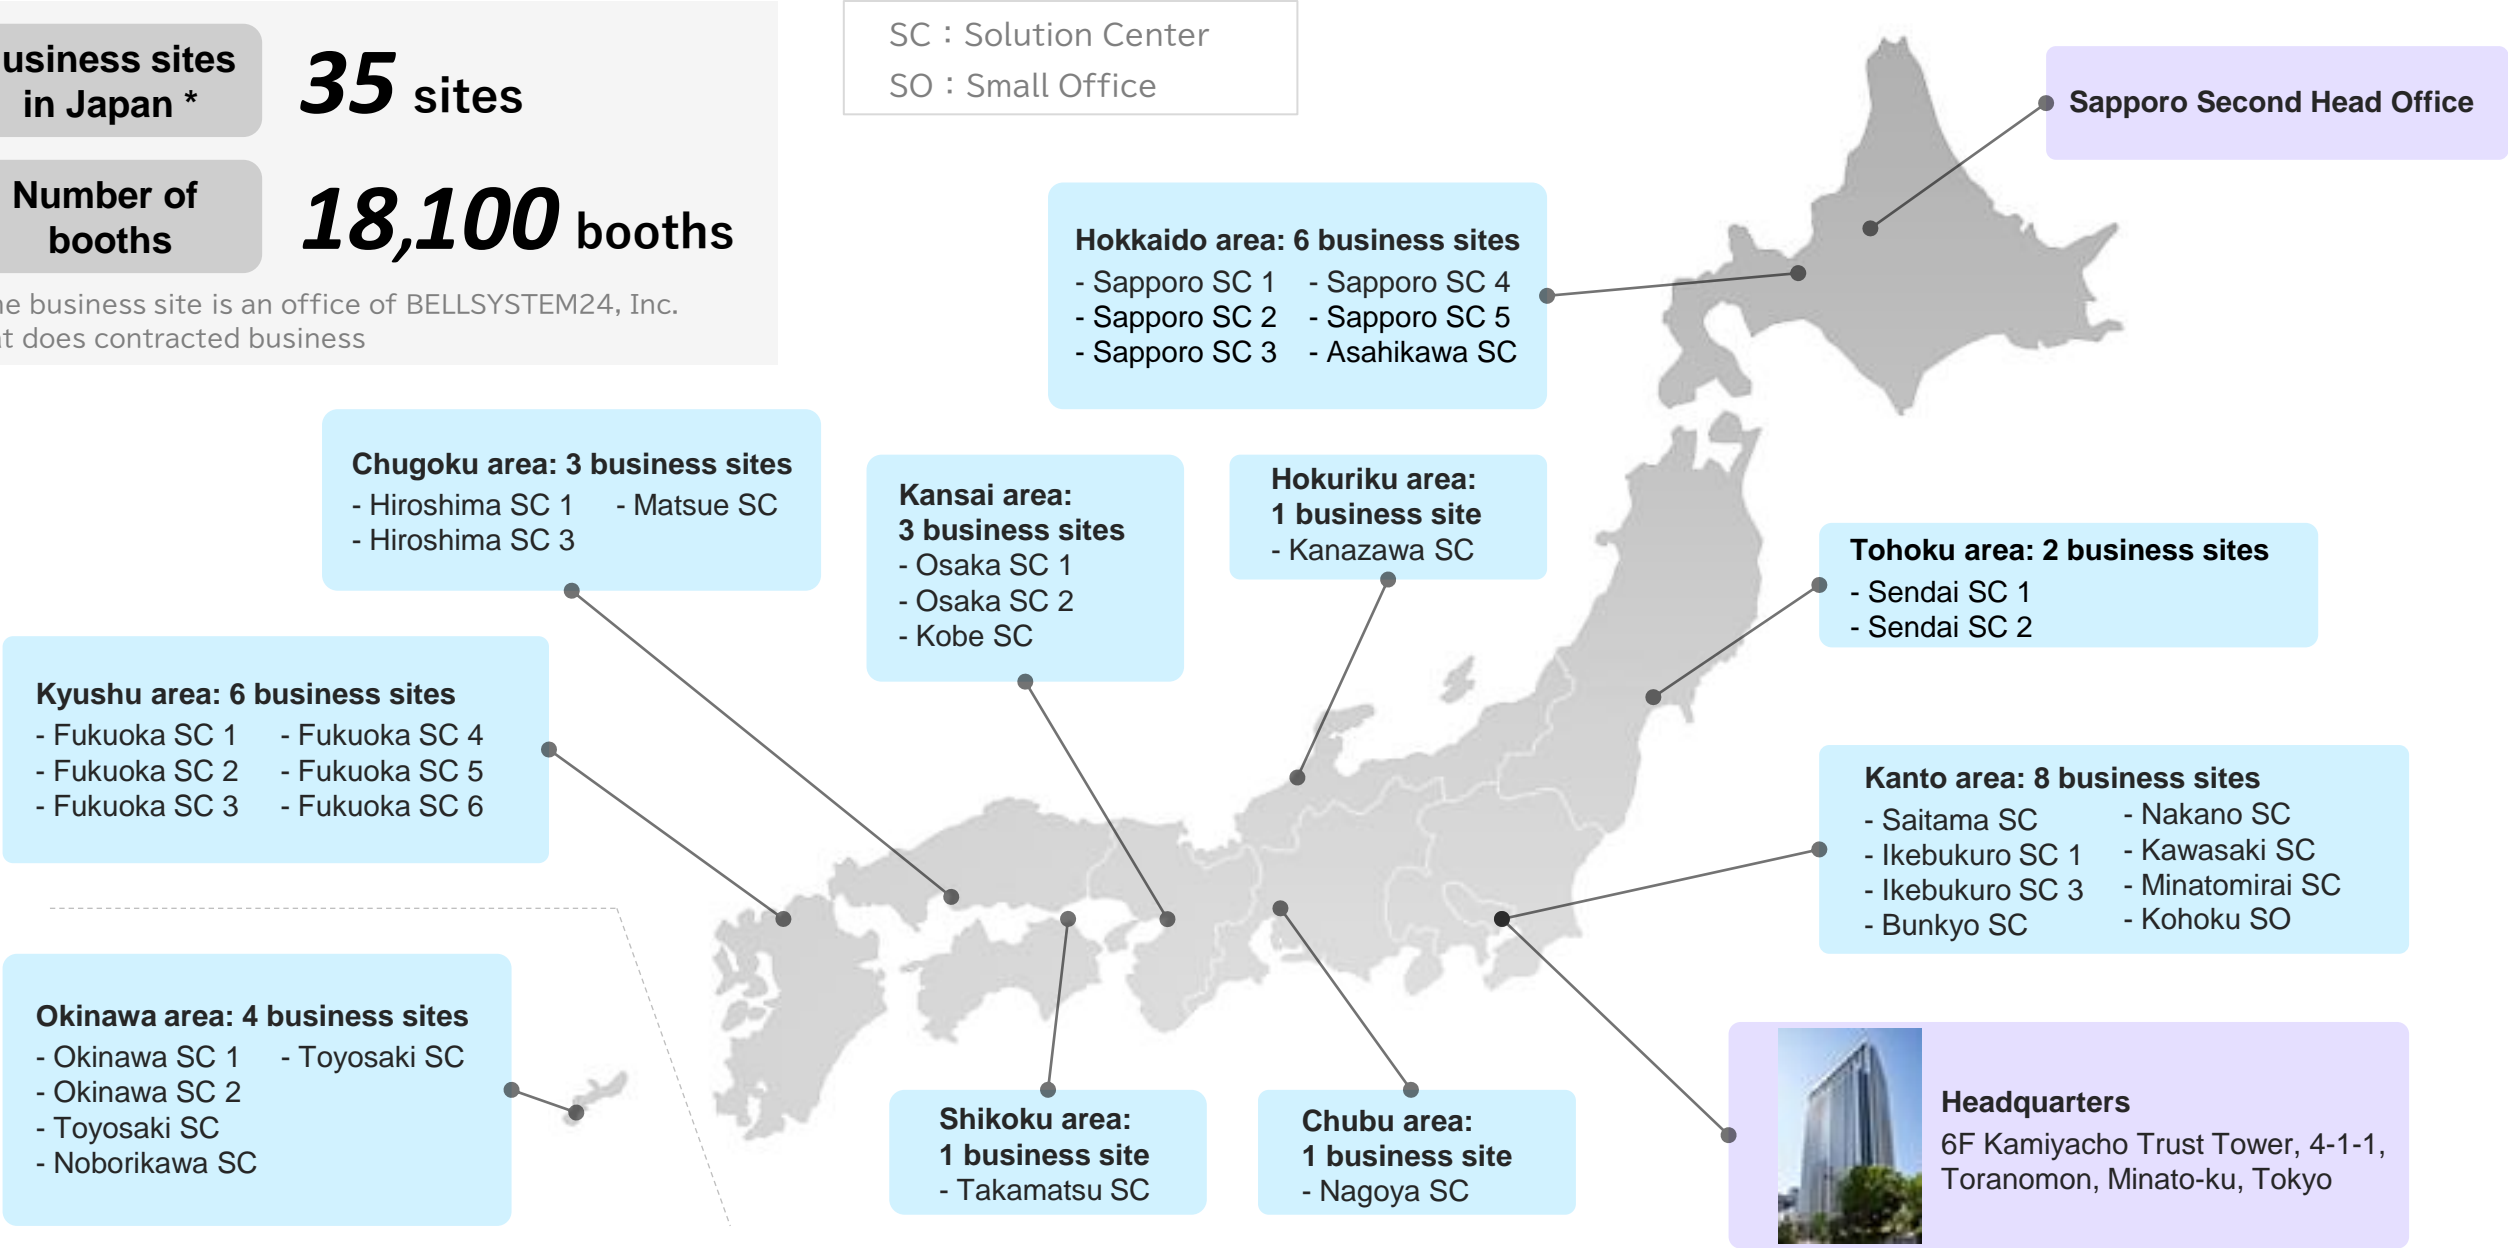 usiness sites
in Japan *
35 sites
Number of
booths
18,100 booths
ne business site is an office of BELLSYSTEM24, Inc.
at does contracted business
SC：Solution Center
SO：Small Office
Sapporo Second Head Office
Hokkaido area: 6 business sites
- Sapporo SC 1
- Sapporo SC 2
- Sapporo SC 3
- Sapporo SC 4
- Sapporo SC 5
- Asahikawa SC
Chugoku area: 3 business sites
- Hiroshima SC 1
- Hiroshima SC 3
- Matsue SC
Kansai area:
3 business sites
- Osaka SC 1
- Osaka SC 2
- Kobe SC
Hokuriku area:
1 business site
- Kanazawa SC
Tohoku area: 2 business sites
- Sendai SC 1
- Sendai SC 2
Kyushu area: 6 business sites
- Fukuoka SC 1
- Fukuoka SC 2
- Fukuoka SC 3
- Fukuoka SC 4
- Fukuoka SC 5
- Fukuoka SC 6
Kanto area: 8 business sites
- Saitama SC
- Ikebukuro SC 1
- Ikebukuro SC 3
- Bunkyo SC
- Nakano SC
- Kawasaki SC
- Minatomirai SC
- Kohoku SO
Okinawa area: 4 business sites
- Okinawa SC 1
- Okinawa SC 2
- Toyosaki SC
- Noborikawa SC
- Toyosaki SC
Shikoku area:
1 business site
- Takamatsu SC
Chubu area:
1 business site
- Nagoya SC
Headquarters
6F Kamiyacho Trust Tower, 4-1-1,
Toranomon, Minato-ku, Tokyo